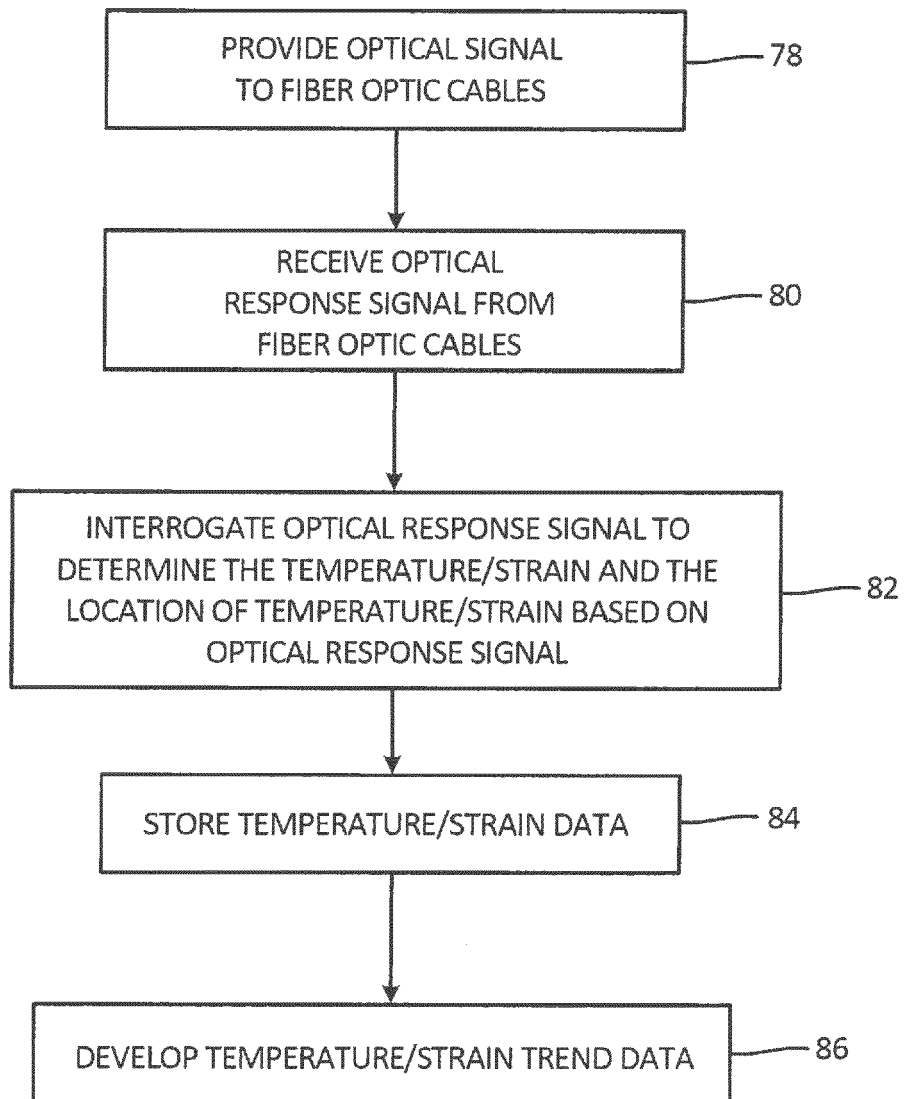 PROVIDE OPTICAL SIGNAL
TO FIBER OPTIC CABLES
78
RECEIVE OPTICAL
RESPONSE SIGNAL FROM
FIBER OPTIC CABLES
80
INTERROGATE OPTICAL RESPONSE SIGNAL TO
DETERMINE THE TEMPERATURE/STRAIN AND THE
LOCATION OF TEMPERATURE/STRAIN BASED ON
OPTICAL RESPONSE SIGNAL
82
STORE TEMPERATURE/STRAIN DATA
84
DEVELOP TEMPERATURE/STRAIN TREND DATA
86